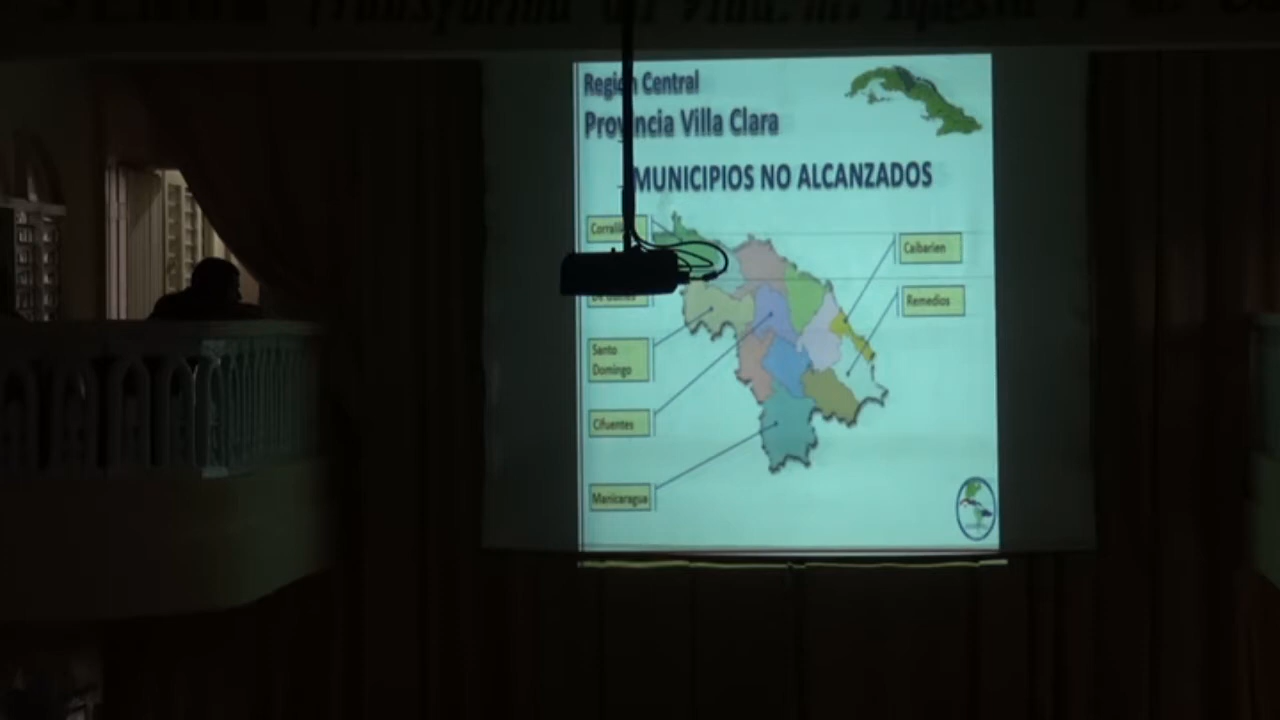 Region Central
Provincia Villa Clara
MUNICIPIOS NO ALCANZADOS
Caibarien
Remedios
Santo
Domingo
Cifuentes
Manicaragua